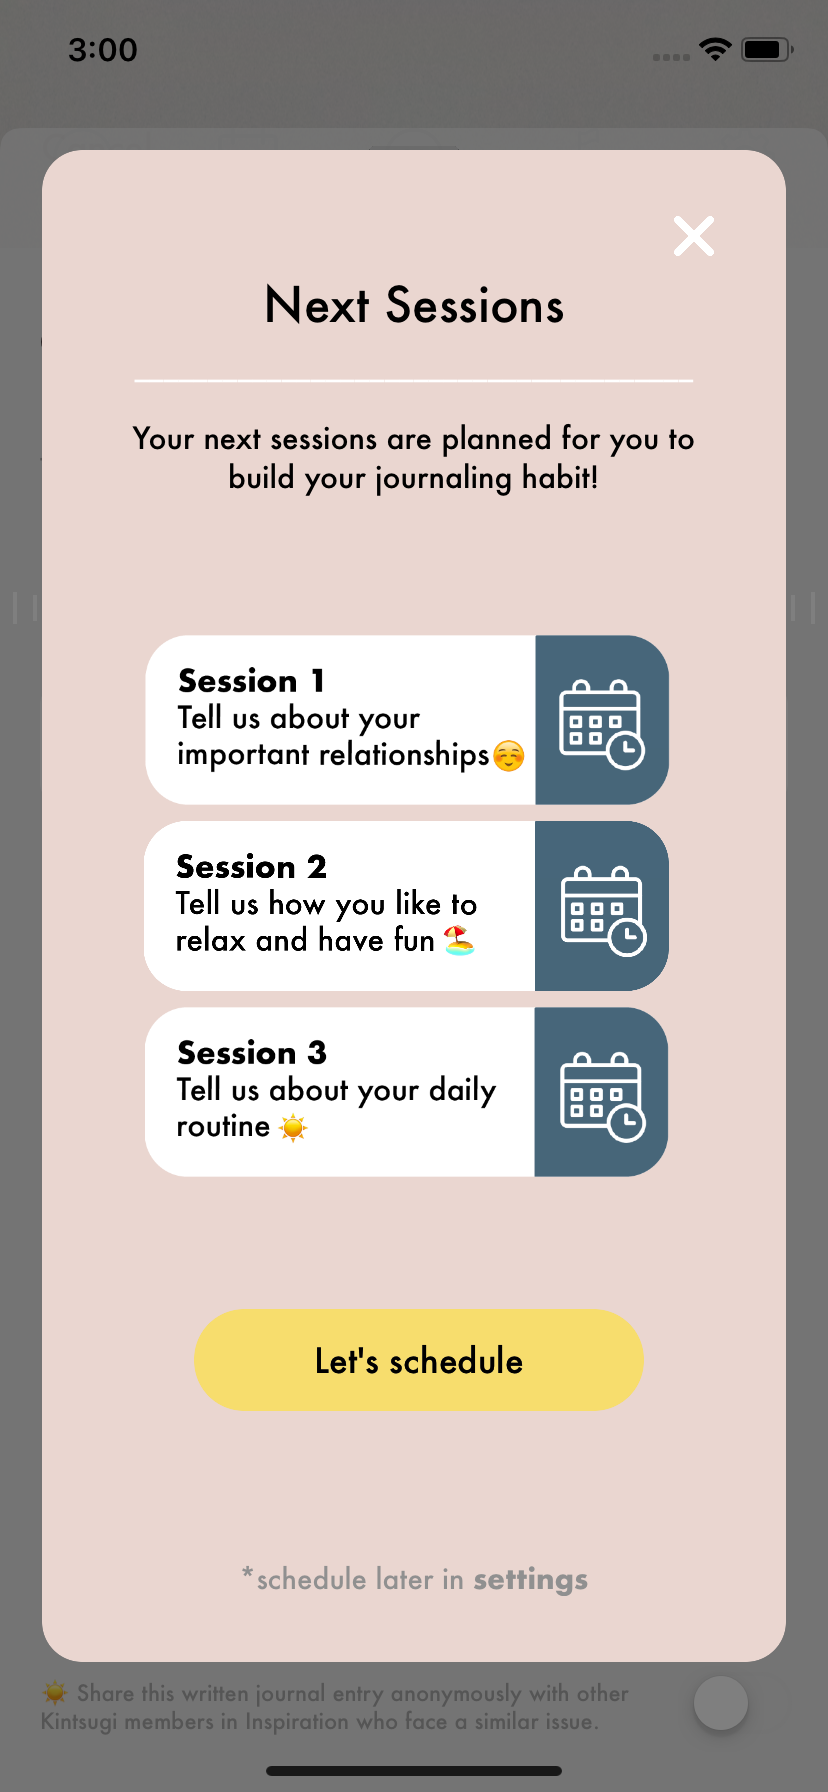 3:00
Next Sessions
Your next sessions are planned for you to
build your journaling habit!
Session 1
Tell us about your
important relationships☺️
Session 2
Tell us how you like to
relax and have fun 🏖️
Session 3
Tell us about your daily
routine ☀️
Let's schedule
*schedule later in settings
☀️ Share this written journal entry anonymously with other
Kintsugi members in Inspiration who face a similar issue.